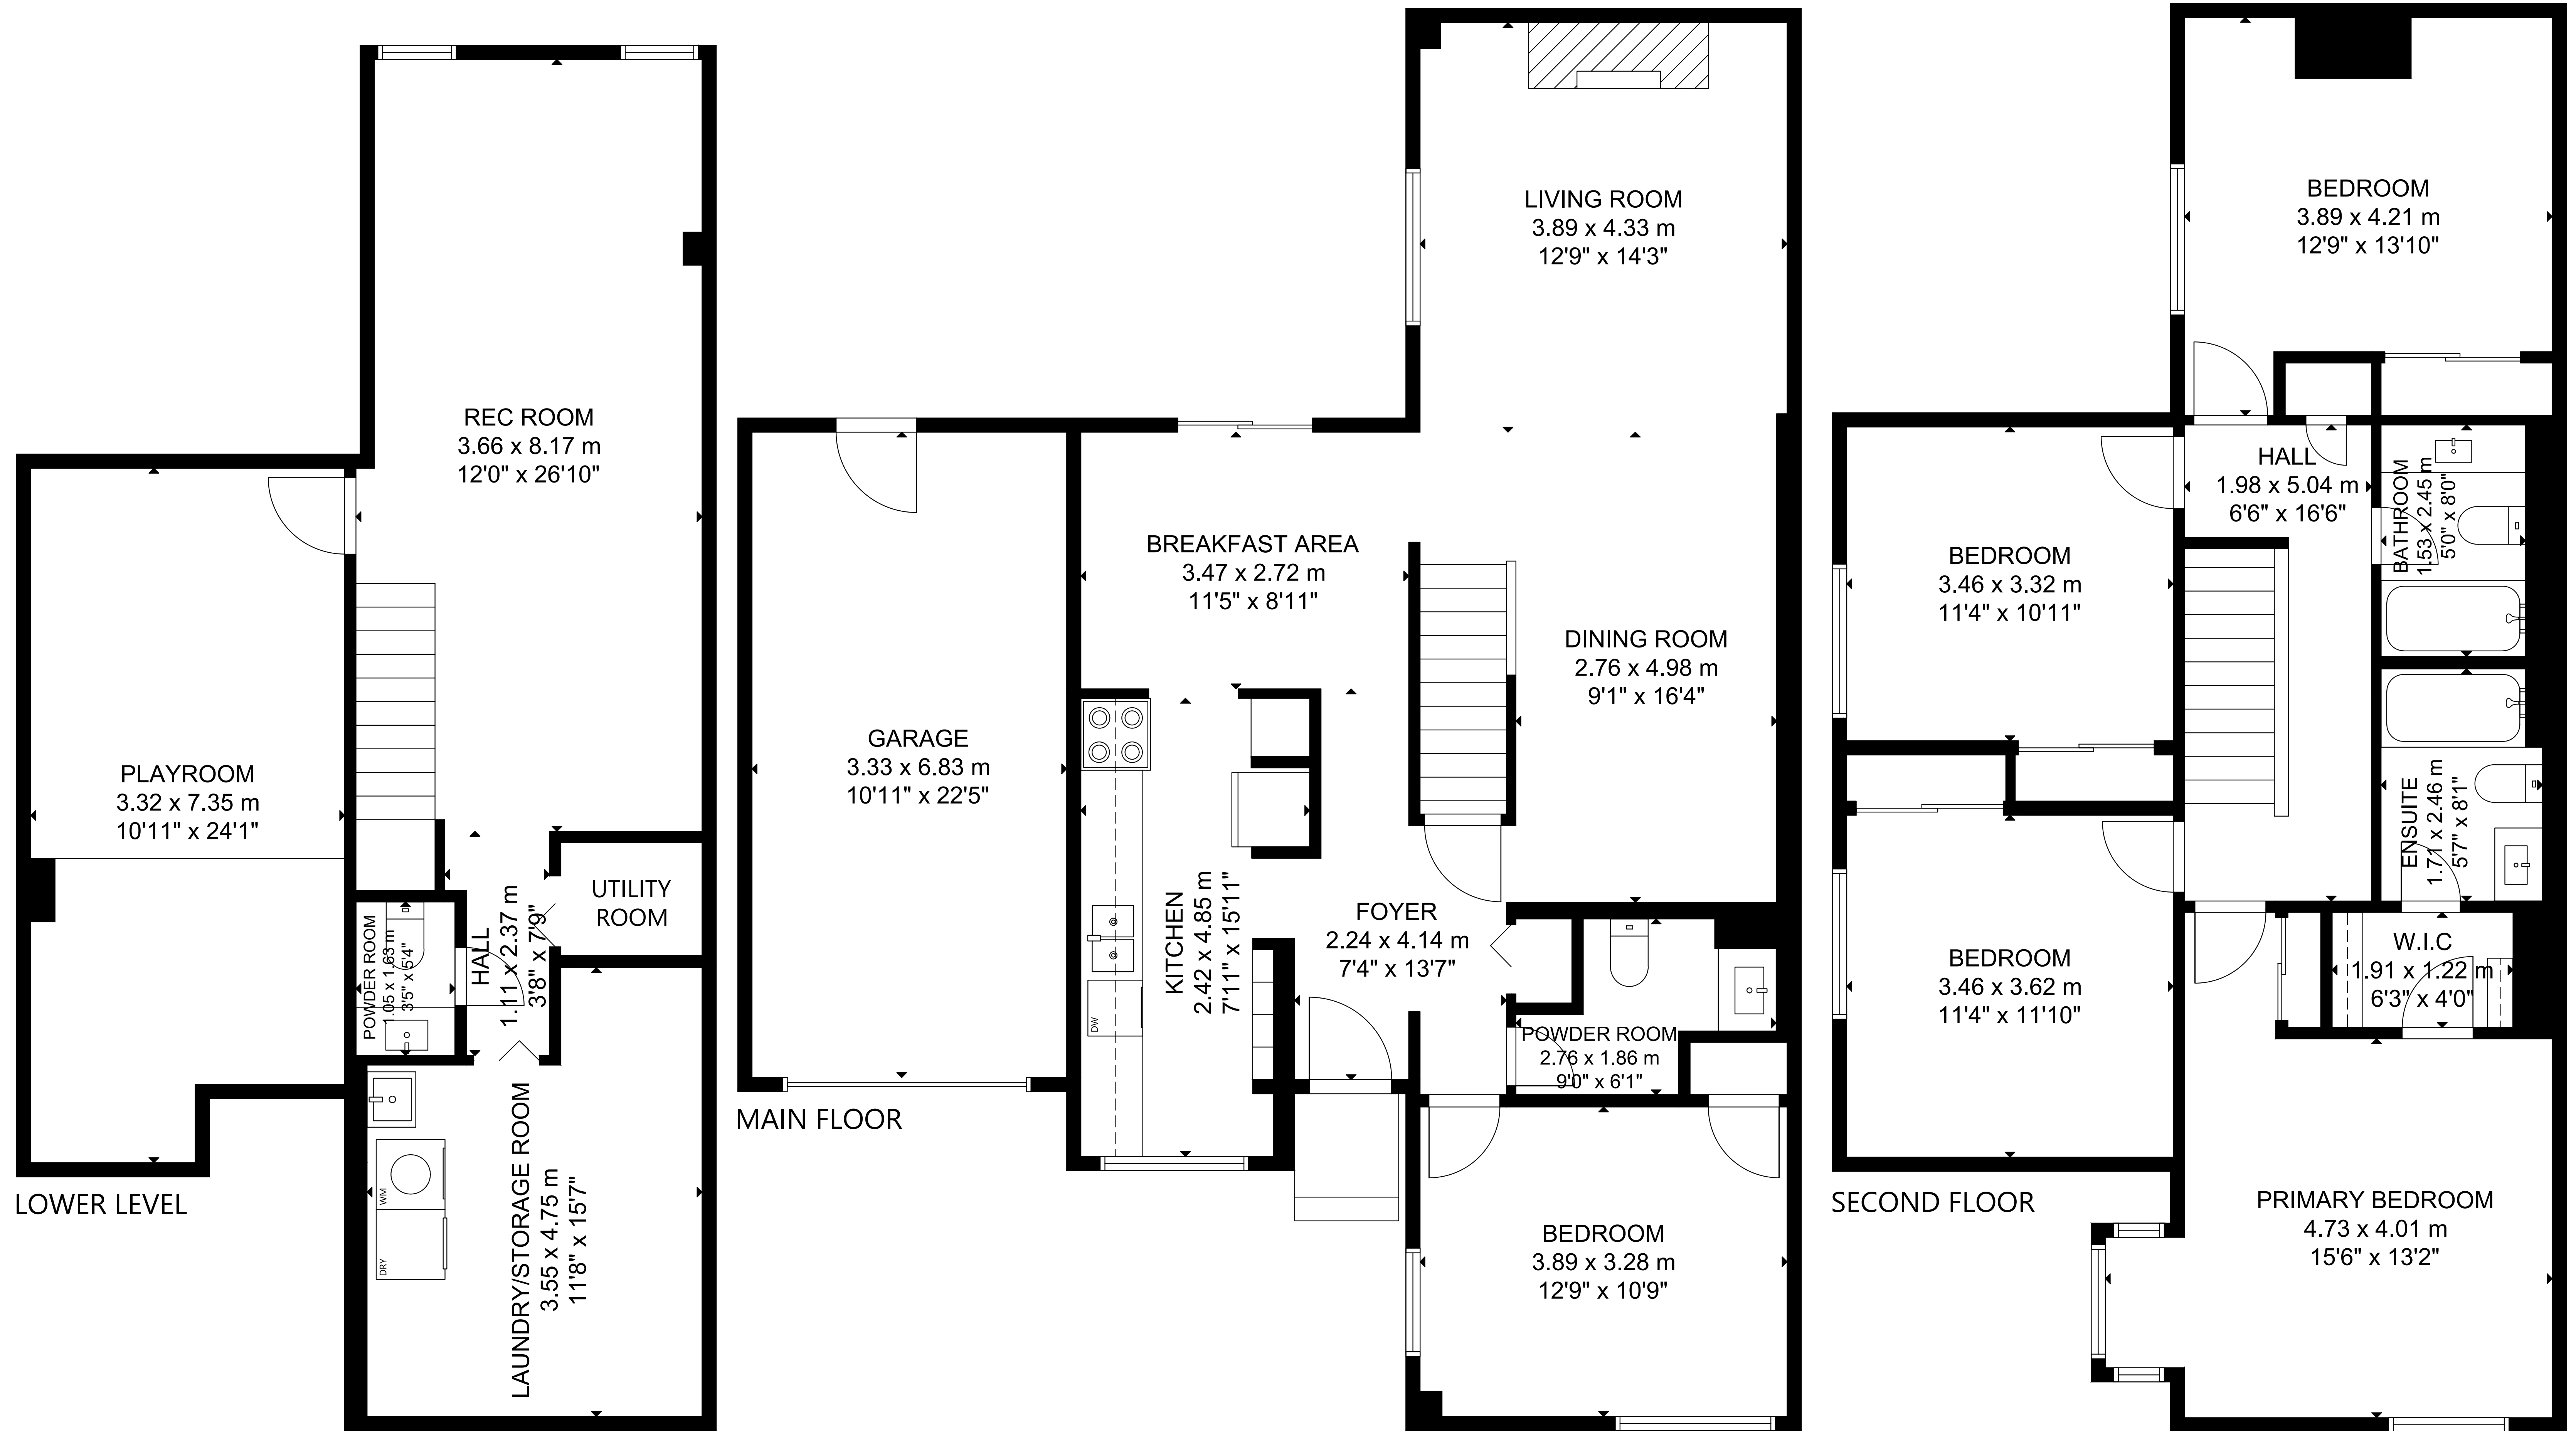 REC ROOM
3.66 x 8.17 m
12'0" x 26'10"
PLAYROOM
3.32 x 7.35 m
10'11" x 24'1"
UTILITY
ROOM
HALL
1.11 x 2.37 m
3'8" x 7'9"
POWDER ROOM
1.05 x 1.63 m
3'5" x 5'4"
LAUNDRY/STORAGE ROOM
3.55 x 4.75 m
11'8" x 15'7"
WM
DRY
LOWER LEVEL
LIVING ROOM
3.89 x 4.33 m
12'9" x 14'3"
BREAKFAST AREA
3.47 x 2.72 m
11'5" x 8'11"
DINING ROOM
2.76 x 4.98 m
9'1" x 16'4"
GARAGE
3.33 x 6.83 m
10'11" x 22'5"
KITCHEN
2.42 x 4.85 m
7'11" x 15'11"
DW
FOYER
2.24 x 4.14 m
7'4" x 13'7"
POWDER ROOM
2.76 x 1.86 m
9'0" x 6'1"
BEDROOM
3.89 x 3.28 m
12'9" x 10'9"
MAIN FLOOR
BEDROOM
3.89 x 4.21 m
12'9" x 13'10"
HALL
1.98 x 5.04 m
6'6" x 16'6"
BATHROOM
1.53 x 2.45 m
5'0" x 8'0"
BEDROOM
3.46 x 3.32 m
11'4" x 10'11"
ENSUITE
1.71 x 2.46 m
5'7" x 8'1"
W.I.C
1.91 x 1.22 m
6'3" x 4'0"
BEDROOM
3.46 x 3.62 m
11'4" x 11'10"
PRIMARY BEDROOM
4.73 x 4.01 m
15'6" x 13'2"
SECOND FLOOR